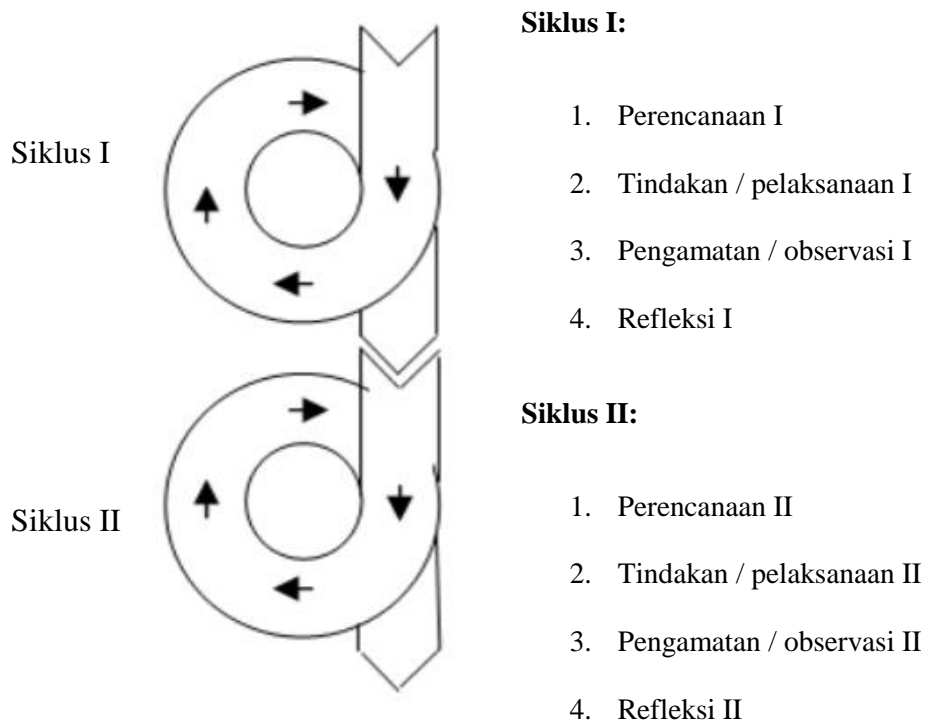 Siklus I
Siklus I:
1. Perencanaan I
2. Tindakan / pelaksanaan I
3. Pengamatan / observasi I
4. Refleksi I
Siklus II
Siklus II:
1. Perencanaan II
2. Tindakan / pelaksanaan II
3. Pengamatan / observasi II
4. Refleksi II